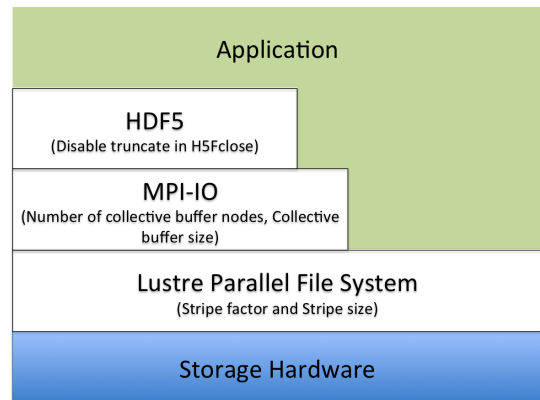 Application
HDF5
(Disable truncate in H5Fclose)
MPI-IO
(Number of collective buffer nodes, Collective
buffer size)
Lustre Parallel File System
(Stripe factor and Stripe size)
Storage Hardware